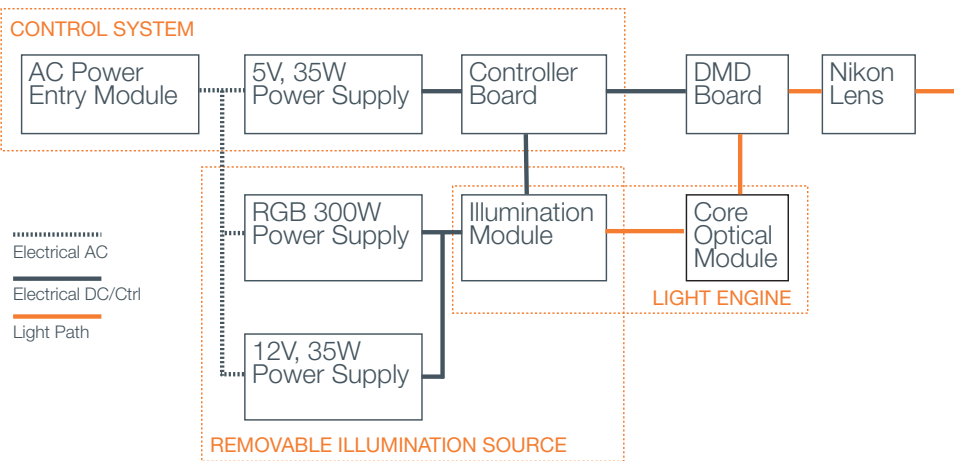 CONTROL SYSTEM
AC Power
Entry Module
5V, 35W
Power Supply
Controller
Board
DMD
Board
Nikon
Lens
RGB 300W
Power Supply
Illumination
Module
Core
Optical
Module
Electrical AC
Electrical DC/Ctrl
Light Path
LIGHT ENGINE
12V, 35W
Power Supply
REMOVABLE ILLUMINATION SOURCE